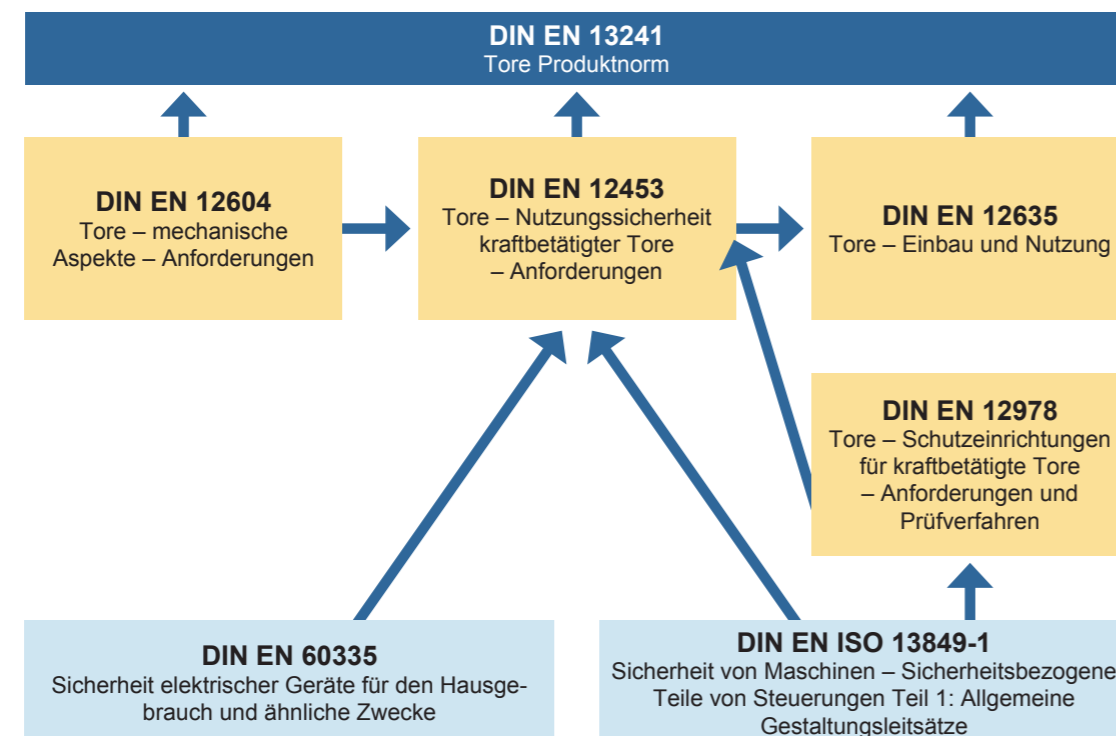 DIN EN 13241
Tore Produktnorm
DIN EN 12604
Tore – mechanische
Aspekte – Anforderungen
DIN EN 12453
Tore – Nutzungssicherheit
kraftbetätigter Tore
– Anforderungen
DIN EN 12635
Tore – Einbau und Nutzung
DIN EN 12978
Tore – Schutzeinrichtungen
für kraftbetätigte Tore
– Anforderungen und
Prüfverfahren
DIN EN 60335
Sicherheit elektrischer Geräte für den Hausge-
brauch und ähnliche Zwecke
DIN EN ISO 13849-1
Sicherheit von Maschinen – Sicherheitsbezogene
Teile von Steuerungen Teil 1: Allgemeine
Gestaltungsleitsätze